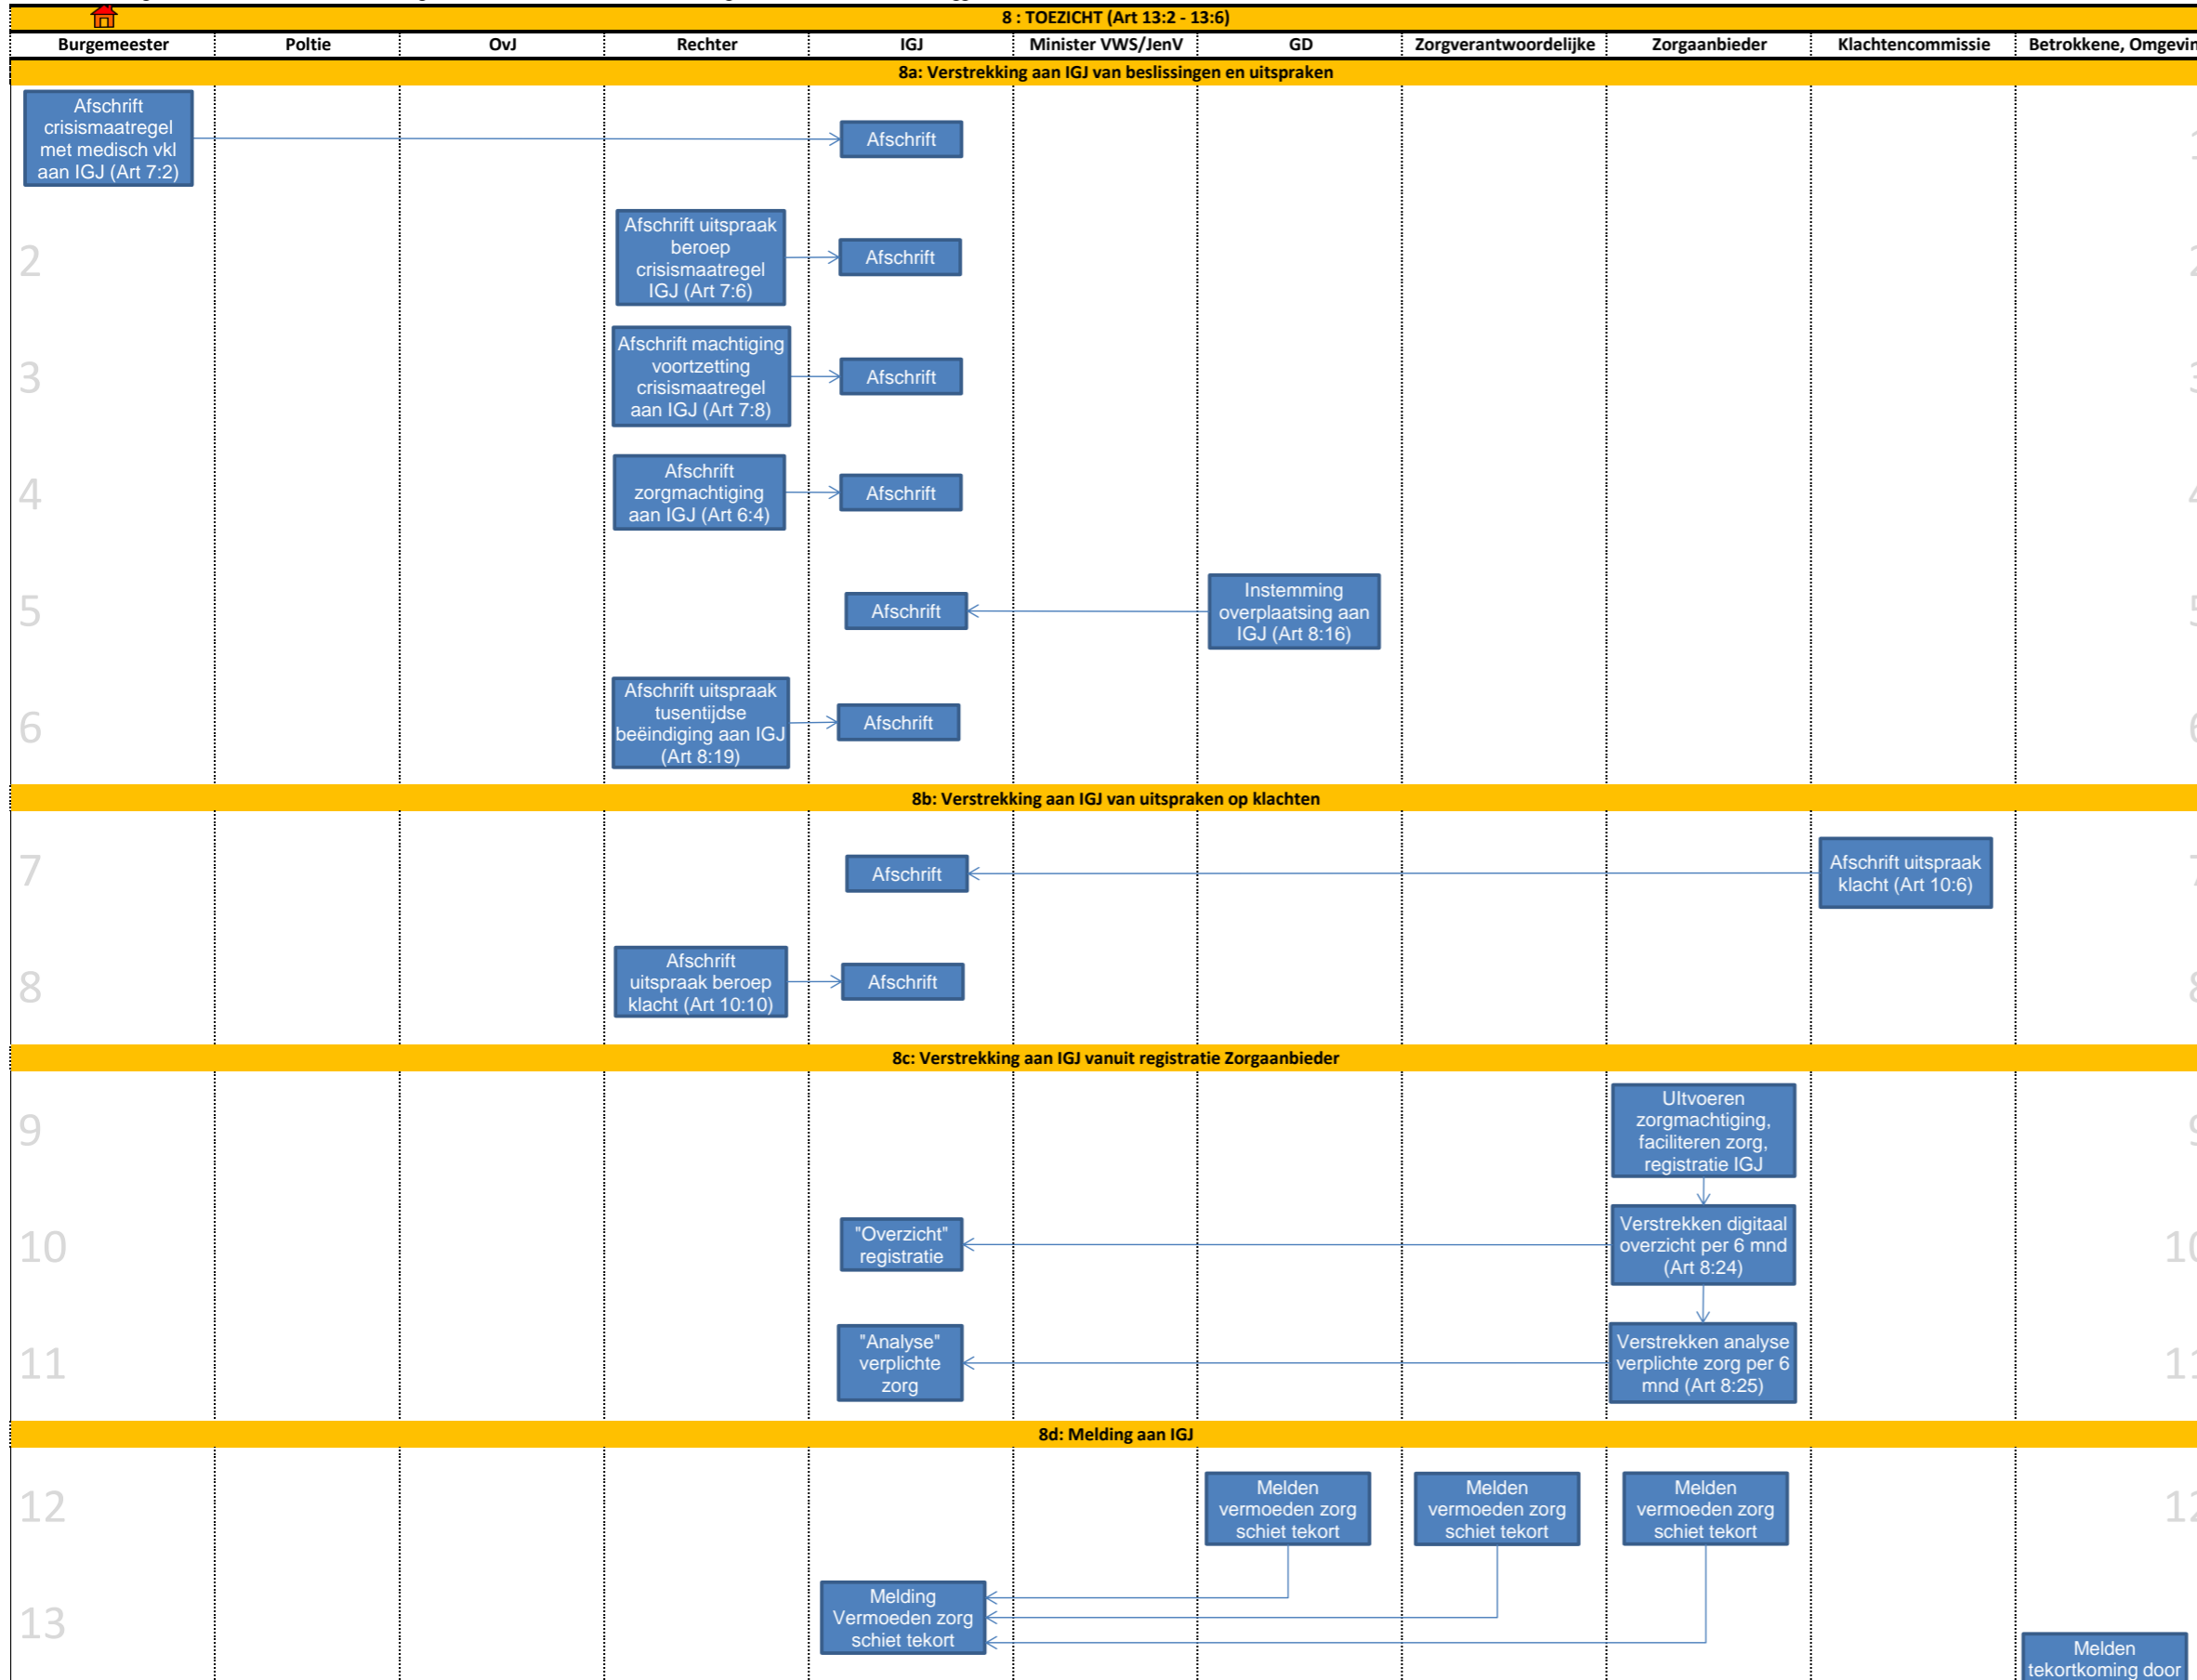 8 : TOEZICHT (Art 13:2 - 13:6)
Burgemeester
Poltie
OvJ
Rechter
IGJ
Minister VWS/JenV
GD
Zorgverantwoordelijke
Zorgaanbieder
Klachtencommissie
Betrokkene,
8a: Verstrekking aan IGJ van beslissingen en uitspraken
Afschrift
crisismaatregel
met medisch vkl
aan IGJ (Art 7:2)
Afschrift
2
Afschrift uitspraak
beroep
crisismaatregel
IGJ (Art 7:6)
Afschrift
3
Afschrift machtiging
voortzetting
crisismaatregel
aan IGJ (Art 7:8)
Afschrift
4
Afschrift
zorgmachtiging
aan IGJ (Art 6:4)
Afschrift
5
Afschrift
Instemming
overplaatsing aan
IGJ (Art 8:16)
6
Afschrift uitspraak
tusentijdse
beëindiging aan IGJ
(Art 8:19)
Afschrift
8b: Verstrekking aan IGJ van uitspraken op klachten
7
Afschrift
Afschrift uitspraak
klacht (Art 10:6)
8
Afschrift
uitspraak beroep
klacht (Art 10:10)
Afschrift
8c: Verstrekking aan IGJ vanuit registratie Zorgaanbieder
9
UItvoeren
zorgmachtiging,
faciliteren zorg,
registratie IGJ
10
"Overzicht"
registratie
Verstrekken digitaal
overzicht per 6 mnd
(Art 8:24)
11
"Analyse"
verplichte
zorg
Verstrekken analyse
verplichte zorg per 6
mnd (Art 8:25)
8d: Melding aan IGJ
12
Melden
vermoeden zorg
schiet tekort
Melden
vermoeden zorg
schiet tekort
Melden
vermoeden zorg
schiet tekort
13
Melding
Vermoeden zorg
schiet tekort
Melden
tekortkoming door